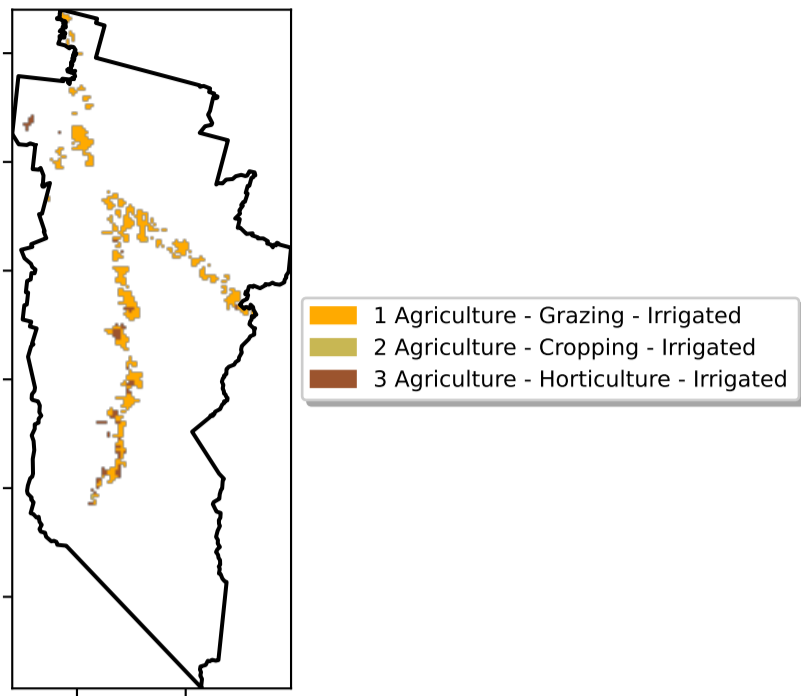 1 Agriculture - Grazing - Irrigated
2 Agriculture - Cropping - Irrigated
3 Agriculture - Horticulture - Irrigated